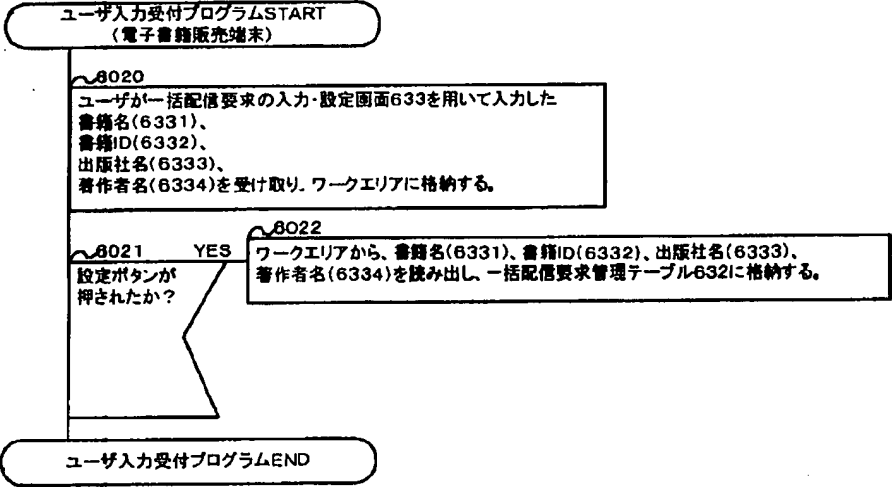 ユーザ入力受付プログラムSTART
(電子書籍販売端末)
6020
ユーザが一括配信要求の入力・設定画面633を用いて入力した
書籍名(6331)、
書籍ID(6332)、
出版社名(6333)、
著作者名(6334)を受け取り、ワークエリアに格納する。
6021 YES
設定ボタンが
押されたか?
6022
ワークエリアから、書籍名(6331)、書籍ID(6332)、出版社名(6333)、
著作者名(6334)を読み出し、一括配信要求管理テーブル632に格納する。
ユーザ入力受付プログラムEND